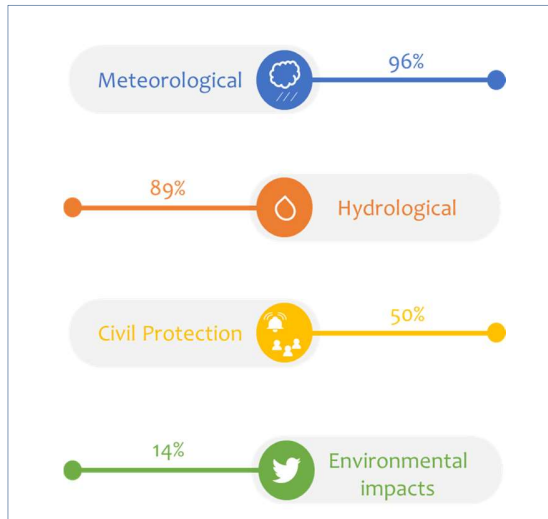 Meteorological
96%
89%
Hydrological
Civil Protection
50%
14%
Environmental
impacts